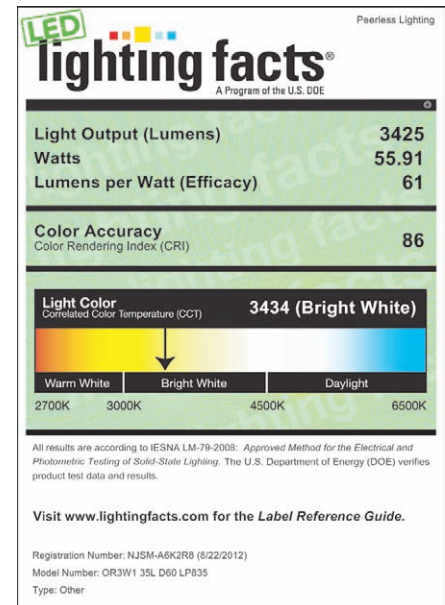 Peerless Lighting
LED
lighting facts®
A Program of the U.S. DOE
Light Output (Lumens) 3425
Watts 55.91
Lumens per Watt (Efficacy) 61
Color Accuracy
Color Rendering Index (CRI) 86
Light Color
Correlated Color Temperature (CCT) 3434 (Bright White)
Warm White Bright White Daylight
2700K 3000K 4500K 6500K
All results are according to IESNA LM-79-2008: Approved Method for the Electrical and
Photometric Testing of Solid-State Lighting. The U.S. Department of Energy (DOE) verifies
product test data and results.
Visit www.lightingfacts.com for the Label Reference Guide.
Registration Number: NJSM-A6K2R8 (8/22/2012)
Model Number: OR3W1 35L D60 LP835
Type: Other